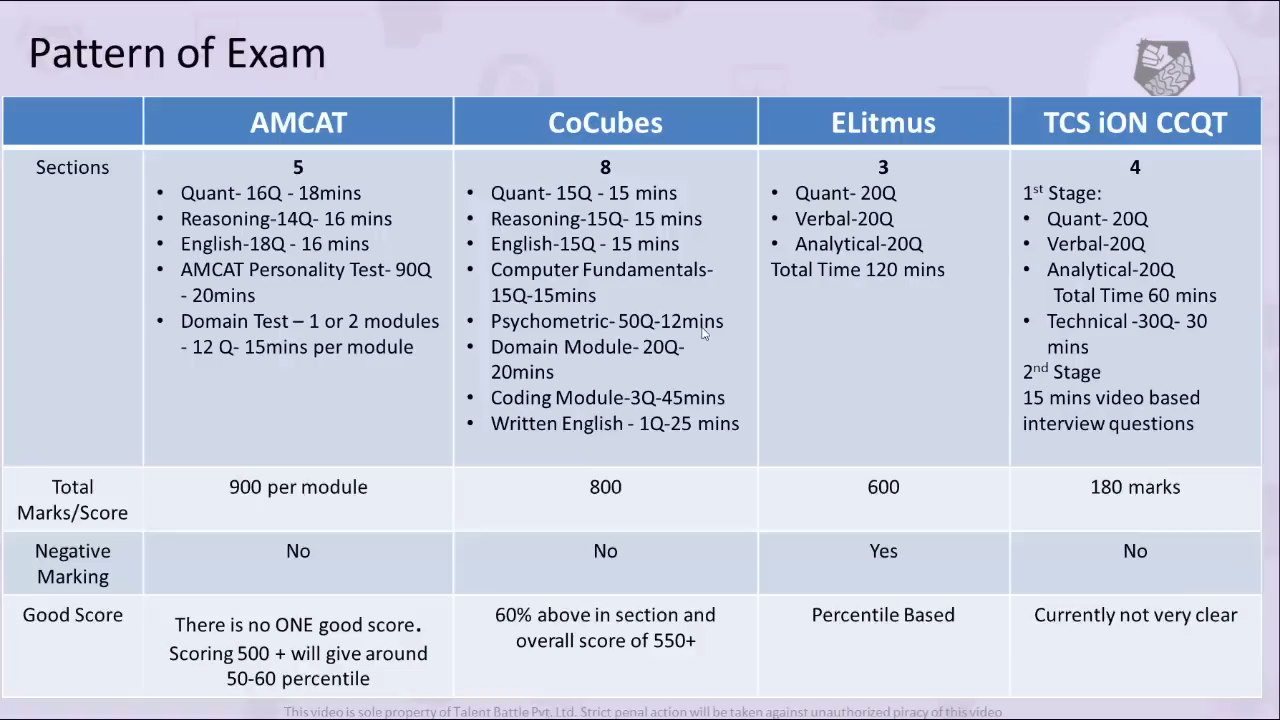 Pattern of Exam
AMCAT
CoCubes
ELitmus
TCS iON CCQT
Sections
5
• Quant- 16Q - 18mins
• Reasoning-14Q- 16 mins
• English-18Q - 16 mins
• AMCAT Personality Test- 90Q
- 20mins
• Domain Test – 1 or 2 modules
- 12 Q- 15mins per module
8
• Quant- 15Q - 15 mins
• Reasoning-15Q- 15 mins
• English-15Q - 15 mins
• Computer Fundamentals-
15Q-15mins
• Psychometric- 50Q-12mins
• Domain Module- 20Q-
20mins
• Coding Module-3Q-45mins
• Written English - 1Q-25 mins
3
• Quant- 20Q
• Verbal-20Q
• Analytical-20Q
Total Time 120 mins
4
1st Stage:
• Quant- 20Q
• Verbal-20Q
• Analytical-20Q
Total Time 60 mins
• Technical -30Q- 30
mins
2nd Stage
15 mins video based
interview questions
Total
Marks/Score
900 per module
800
600
180 marks
Negative
Marking
No
No
Yes
No
Good Score
There is no ONE good score.
Scoring 500 + will give around
50-60 percentile
60% above in section and
overall score of 550+
Percentile Based
Currently not very clear
This video is sole property of Talent Battle Pvt. Ltd. Strict penal action will be taken against unauthorized piracy of this video